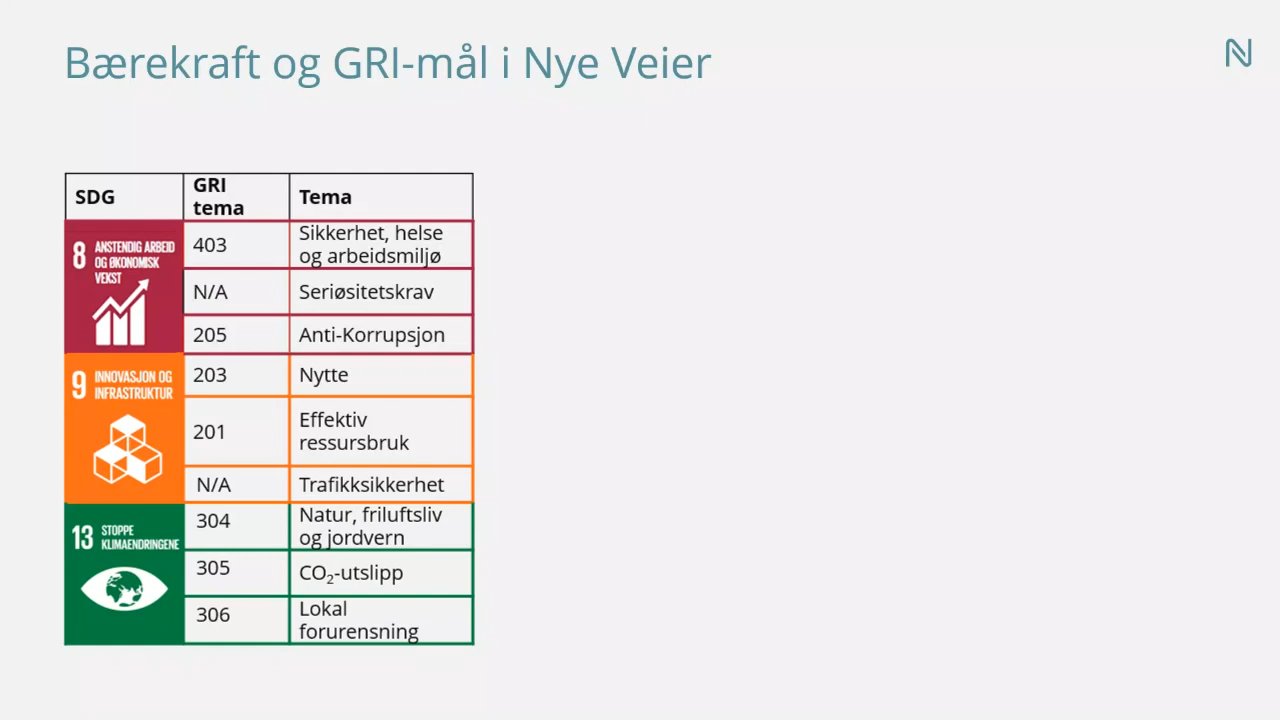 Bærekraft og GRI-mål i Nye Veier
SDG
GRI
tema
Tema
8 ANSTENDIG ARBEID
OG ØKONOMISK
VEKST
403
Sikkerhet, helse
og arbeidsmiljø
N/A
Seriøsitetskrav
205
Anti-Korrupsjon
9 INNOVASJON OG
INFRASTRUKTUR
203
Nytte
201
Effektiv
ressursbruk
N/A
Trafikksikkerhet
13 STOPPE
KLIMAENDRINGENE
304
Natur, friluftsliv
og jordvern
305
CO₂-utslipp
306
Lokal
forurensning